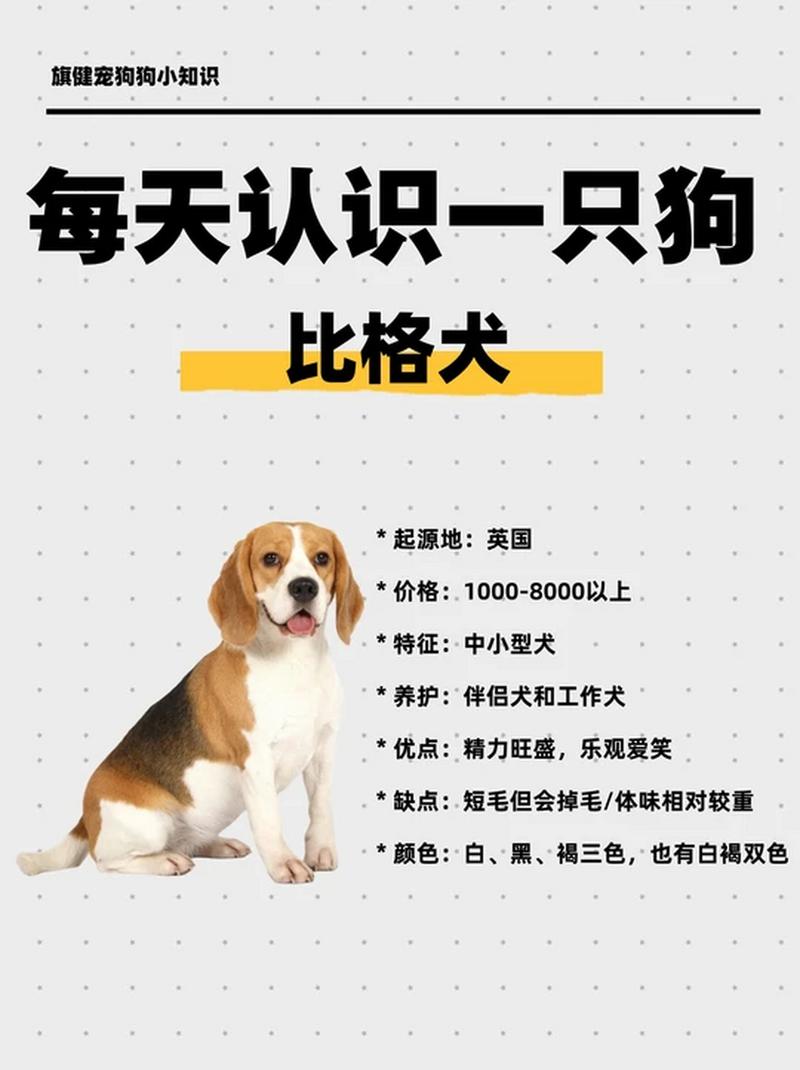 旗健宠狗狗小知识
每天认识一只狗
比格犬
* 起源地：英国
* 价格：1000-8000以上
* 特征：中小型犬
* 养护：伴侣犬和工作犬
* 优点：精力旺盛，乐观爱笑
* 缺点：短毛但会掉毛/体味相对较重
* 颜色：白、黑、褐三色，也有白褐双色